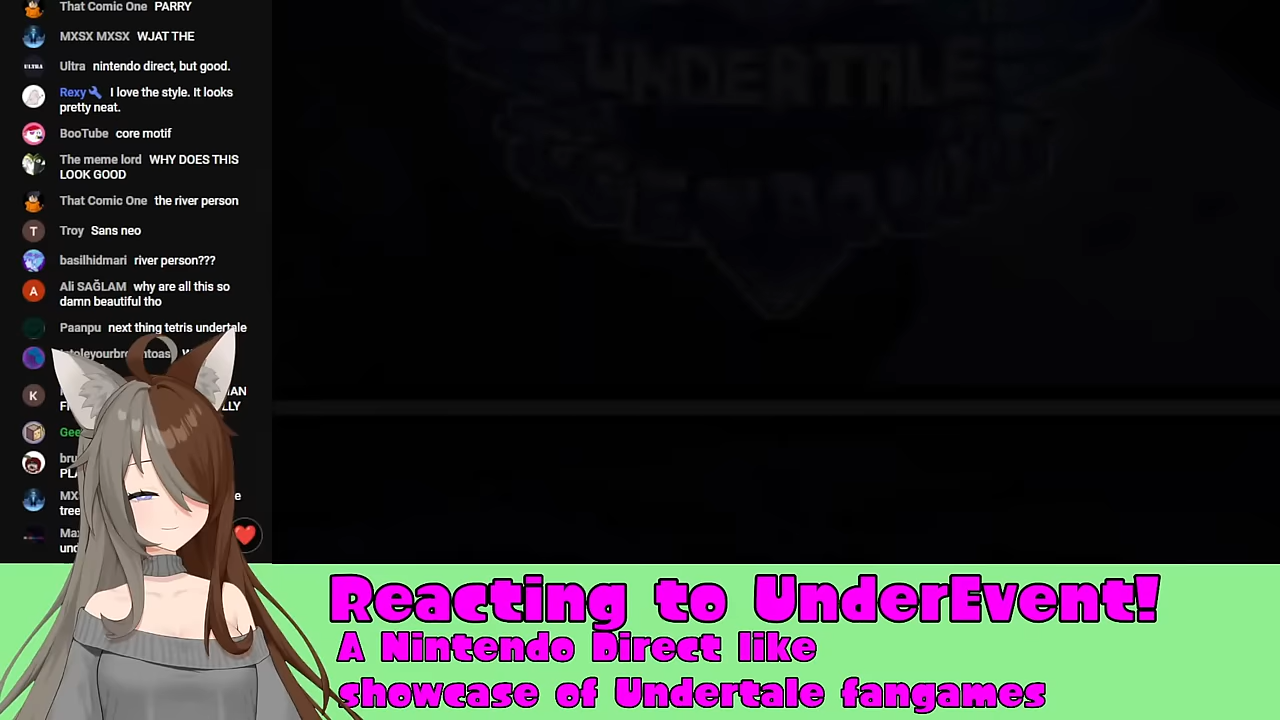 That Comic One PARRY
MXSX MXSX WJAT THE
ULTRA
Ultra nintendo direct, but good.
Rexy I love the style. It looks
pretty neat.
BooTube core motif
The meme lord WHY DOES THIS
LOOK GOOD
That Comic One the river person
T
Troy Sans neo
basilhidmari river person???
A
Ali SAĞLAM why are all this so
damn beautiful tho
Paanpu next thing tetris undertale
K
UNDERTALE
Reacting to UnderEvent!
A Nintendo Direct like
showcase of Undertale fangames